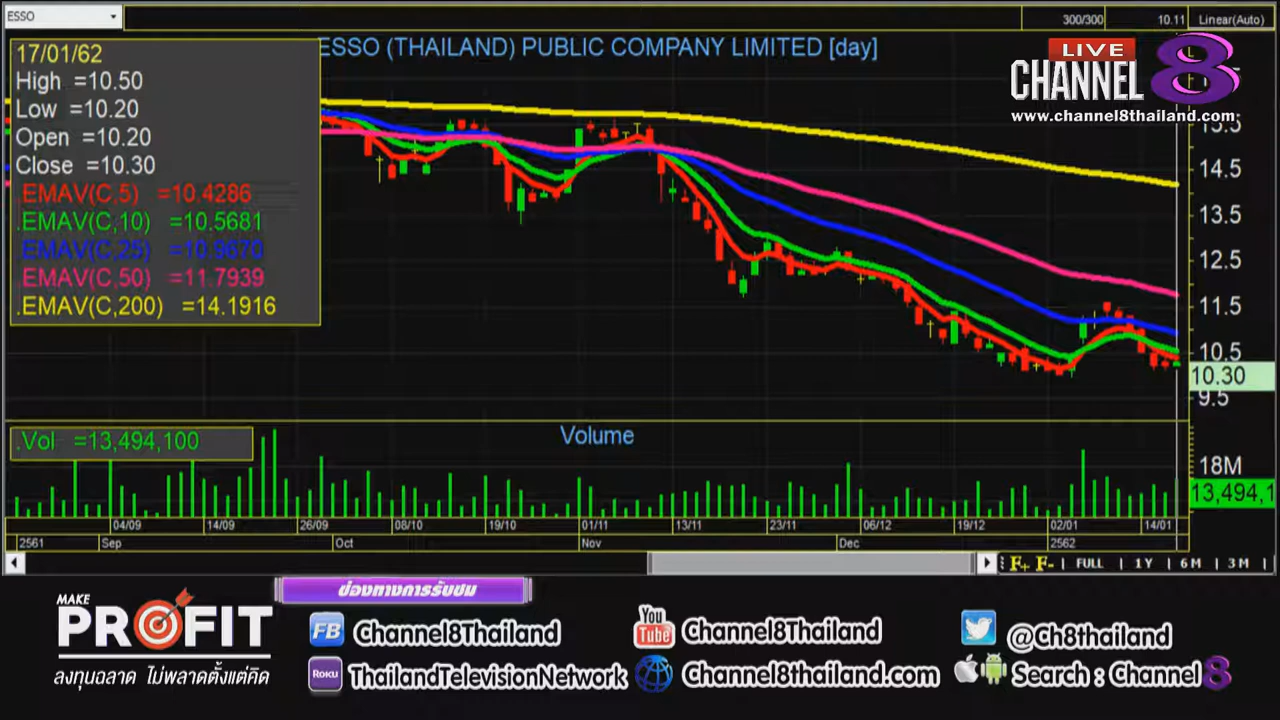 ESSO
300/300
10.11
Linear(Auto)
ESSO (THAILAND) PUBLIC COMPANY LIMITED [day]
LIVE
CHANNEL 8
www.channel8thailand.com
17/01/62
High =10.50
Low =10.20
Open =10.20
Close =10.30
.EMAV(C,5) =10.4286
.EMAV(C,10) =10.5681
.EMAV(C,25) =10.9670
.EMAV(C,50) =11.7939
.EMAV(C,200) =14.1916
15.5
14.5
13.5
12.5
11.5
10.5
10.30
9.5
.Vol =13,494,100
Volume
18M
13,494,1
04/09 14/09 26/09 08/10 19/10 01/11 13/11 23/11 06/12 19/12 02/01 14/01
2561 Sep Oct Nov Dec 2562
F+ F- | FULL | 1Y | 6M | 3M |
ช่องทางการรับชม
MAKE
PROFIT
ลงทุนฉลาด ไม่พลาดตั้งแต่คิด
FB Channel8Thailand
You Tube Channel8Thailand
@Ch8thailand
Roku ThailandTelevisionNetwork
Channel8thailand.com
Search : Channel 8